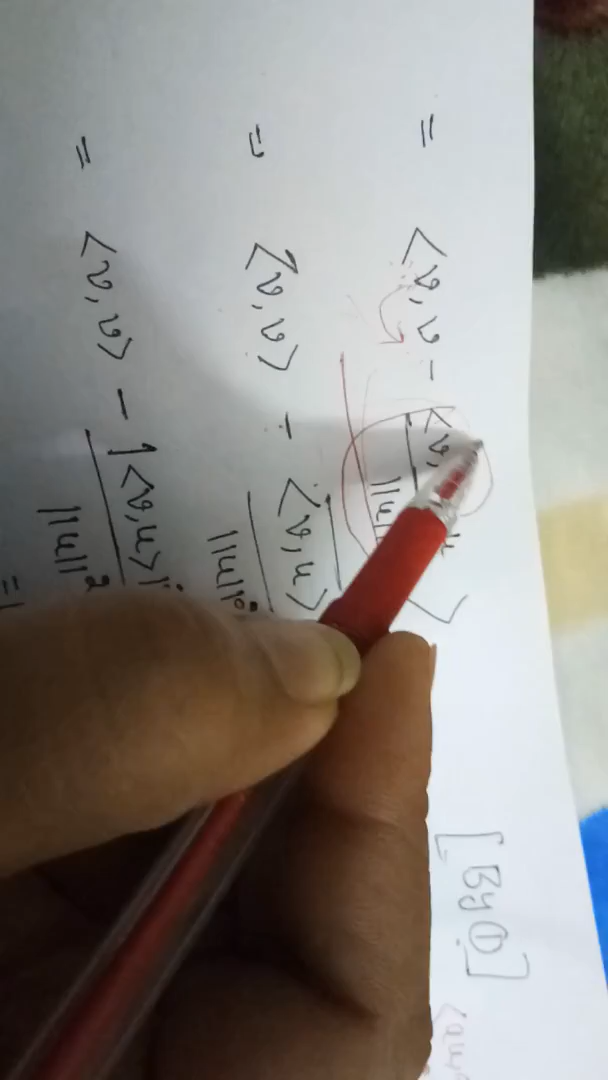 = <v, v - <v,
||u||
> [By ①]
= <v, v> - <v, u>
||u||²
= <v, v> - |<v, u>|²
||u||²